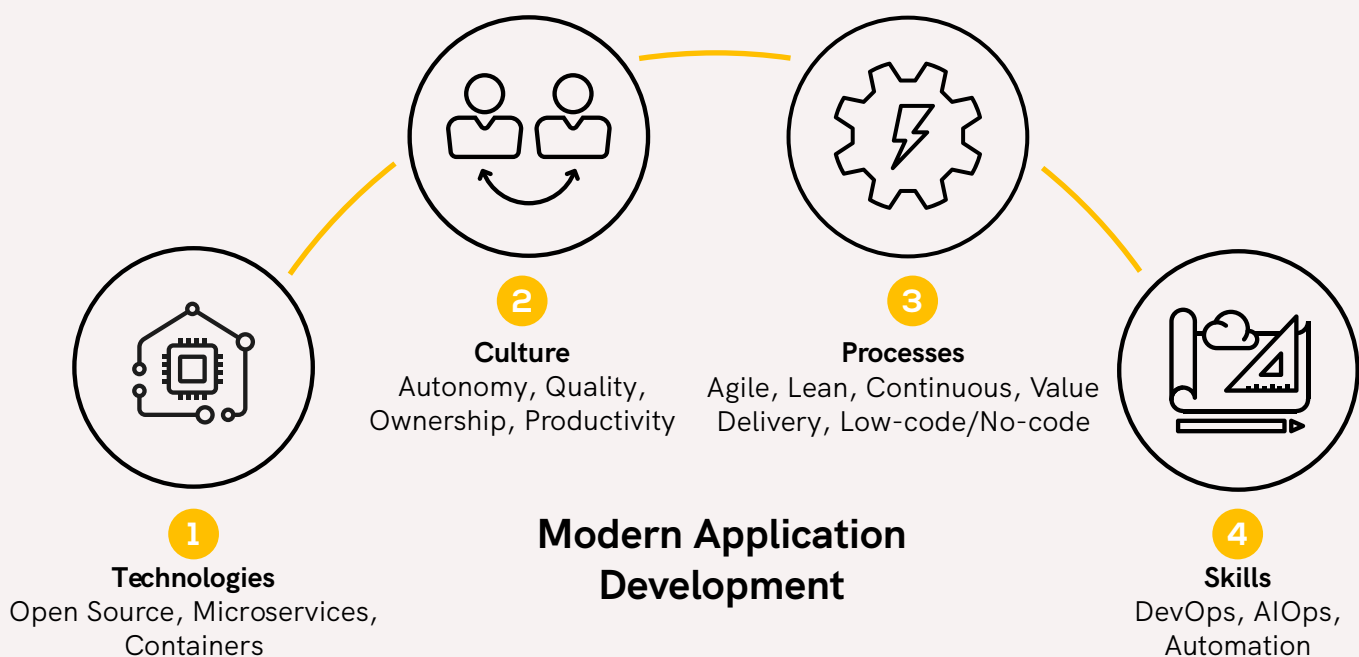 1
Technologies
Open Source, Microservices,
Containers
2
Culture
Autonomy, Quality,
Ownership, Productivity
3
Processes
Agile, Lean, Continuous, Value
Delivery, Low-code/No-code
4
Skills
DevOps, AIOps,
Automation
Modern Application
Development